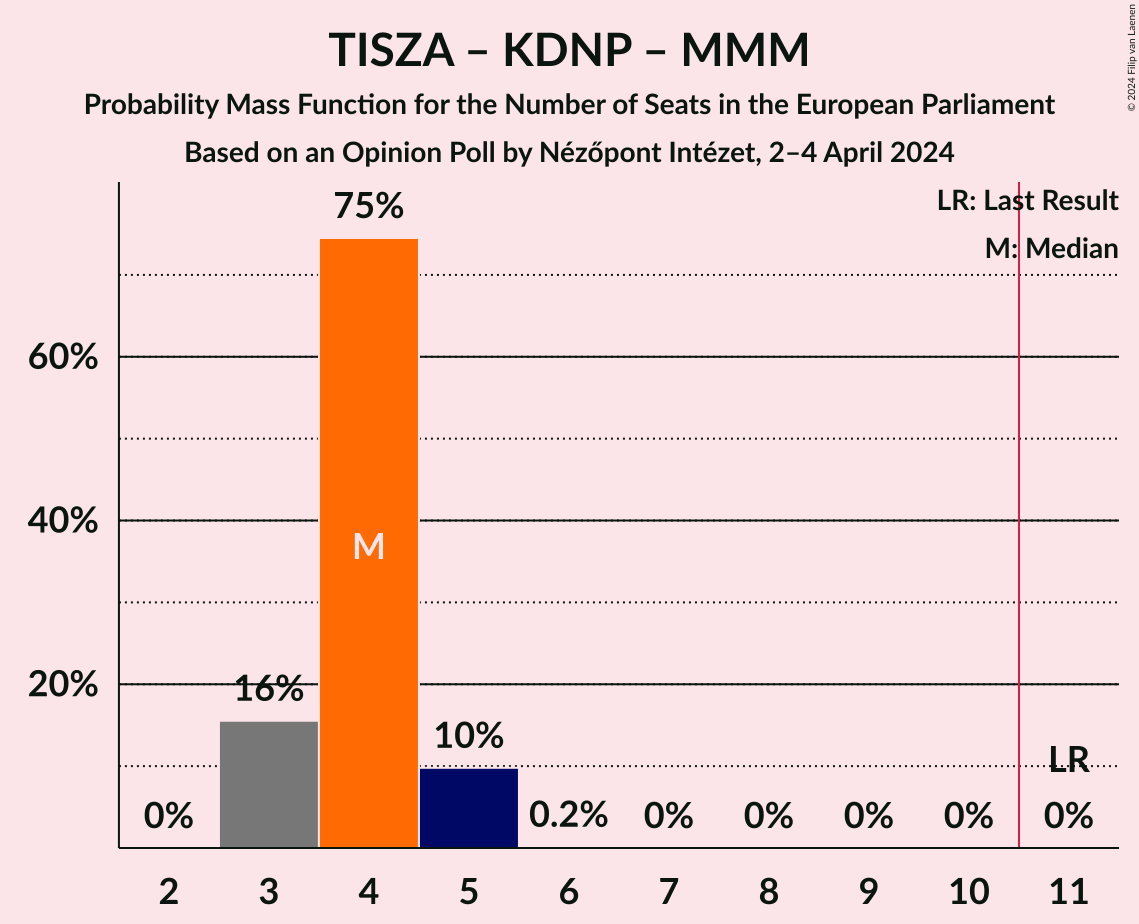 TISZA – KDNP – MMM
Probability Mass Function for the Number of Seats in the European Parliament
Based on an Opinion Poll by Nézőpont Intézet, 2–4 April 2024
© 2024 Filip van Laenen
LR: Last Result
M: Median
75%
60%
40%
M
20%
16%
10%
LR
0%
0.2%
0%
0%
0%
0%
0%
2
3
4
5
6
7
8
9
10
11